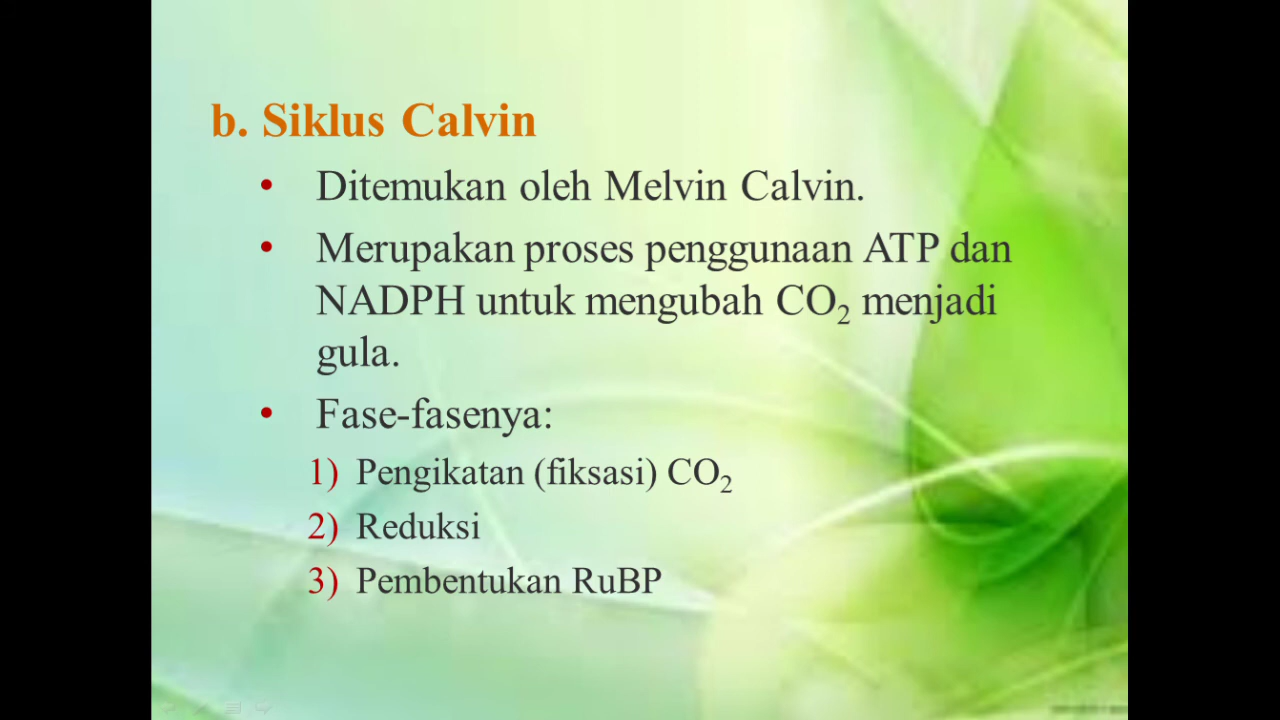 b. Siklus Calvin
• Ditemukan oleh Melvin Calvin.
• Merupakan proses penggunaan ATP dan
NADPH untuk mengubah CO₂ menjadi
gula.
• Fase-fasenya:
1) Pengikatan (fiksasi) CO₂
2) Reduksi
3) Pembentukan RuBP